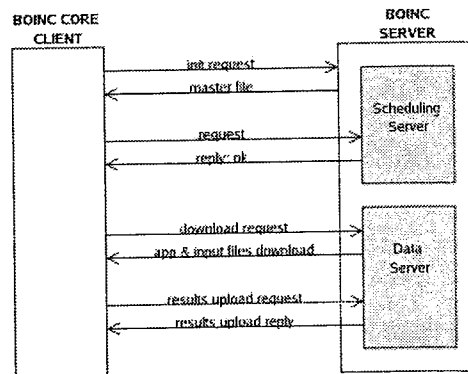 BOINC CORE
CLIENT
BOINC
SERVER
init request
master file
Scheduling
Server
request
reply: ok
download request
app & input files download
Data
Server
results upload request
results upload reply